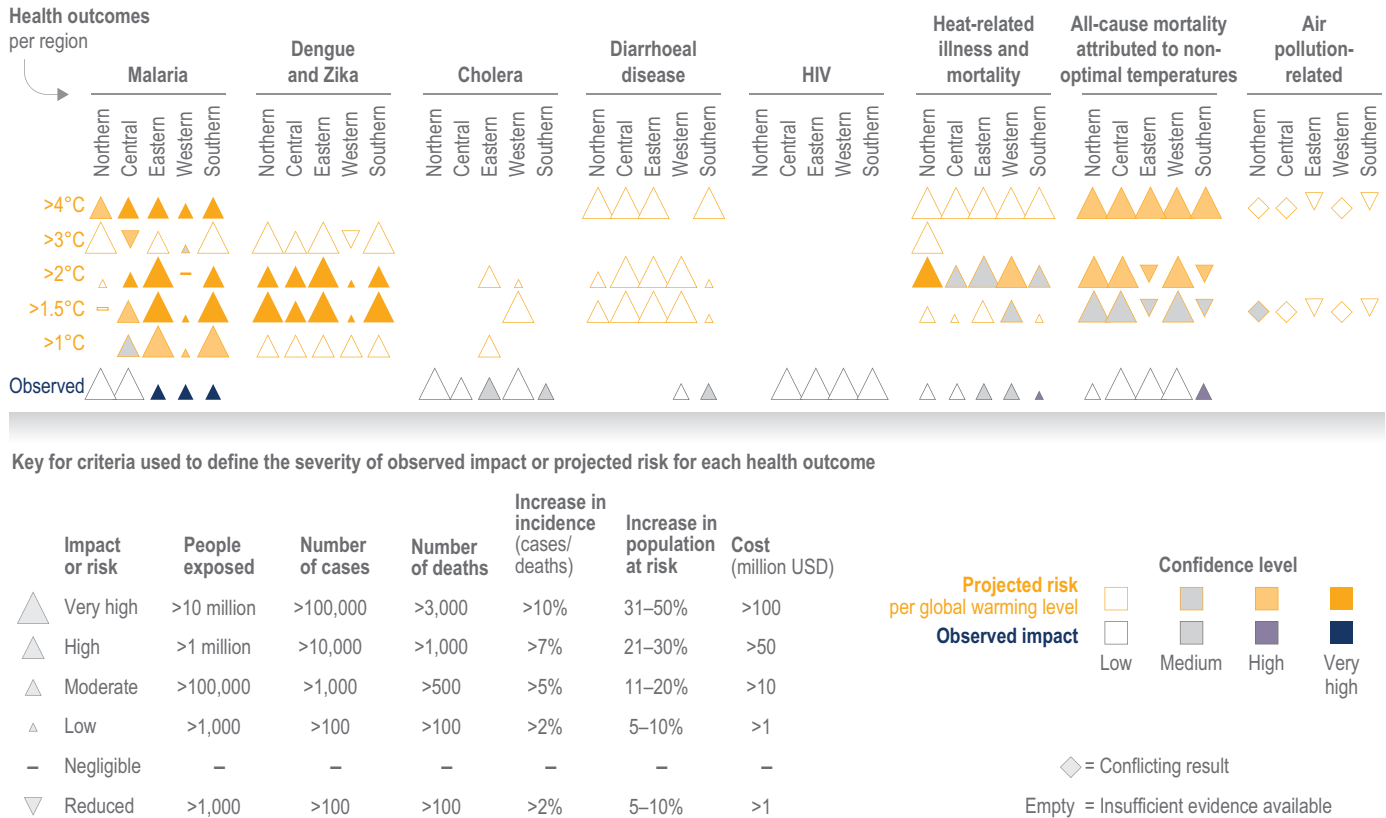 Health outcomes
per region
Malaria
Dengue
and Zika
Cholera
Diarrhoeal
disease
HIV
Heat-related
illness and
mortality
All-cause mortality
attributed to non-
optimal temperatures
Air
pollution-
related
Northern Central Eastern Western Southern
Northern Central Eastern Western Southern
Northern Central Eastern Western Southern
Northern Central Eastern Western Southern
Northern Central Eastern Western Southern
Northern Central Eastern Western Southern
Northern Central Eastern Western Southern
Northern Central Eastern Western Southern
>4°C
>3°C
>2°C
>1.5°C
>1°C
Observed
Key for criteria used to define the severity of observed impact or projected risk for each health outcome
Impact
or risk
People
exposed
Number
of cases
Number
of deaths
Increase in
incidence
(cases/
deaths)
Increase in
population
at risk
Cost
(million USD)
Very high >10 million >100,000 >3,000 >10% 31–50% >100
High >1 million >10,000 >1,000 >7% 21–30% >50
Moderate >100,000 >1,000 >500 >5% 11–20% >10
Low >1,000 >100 >100 >2% 5–10% >1
– Negligible – – – – – –
Reduced >1,000 >100 >100 >2% 5–10% >1
Confidence level
Projected risk
per global warming level
Observed impact
Low Medium High Very
high
= Conflicting result
Empty = Insufficient evidence available